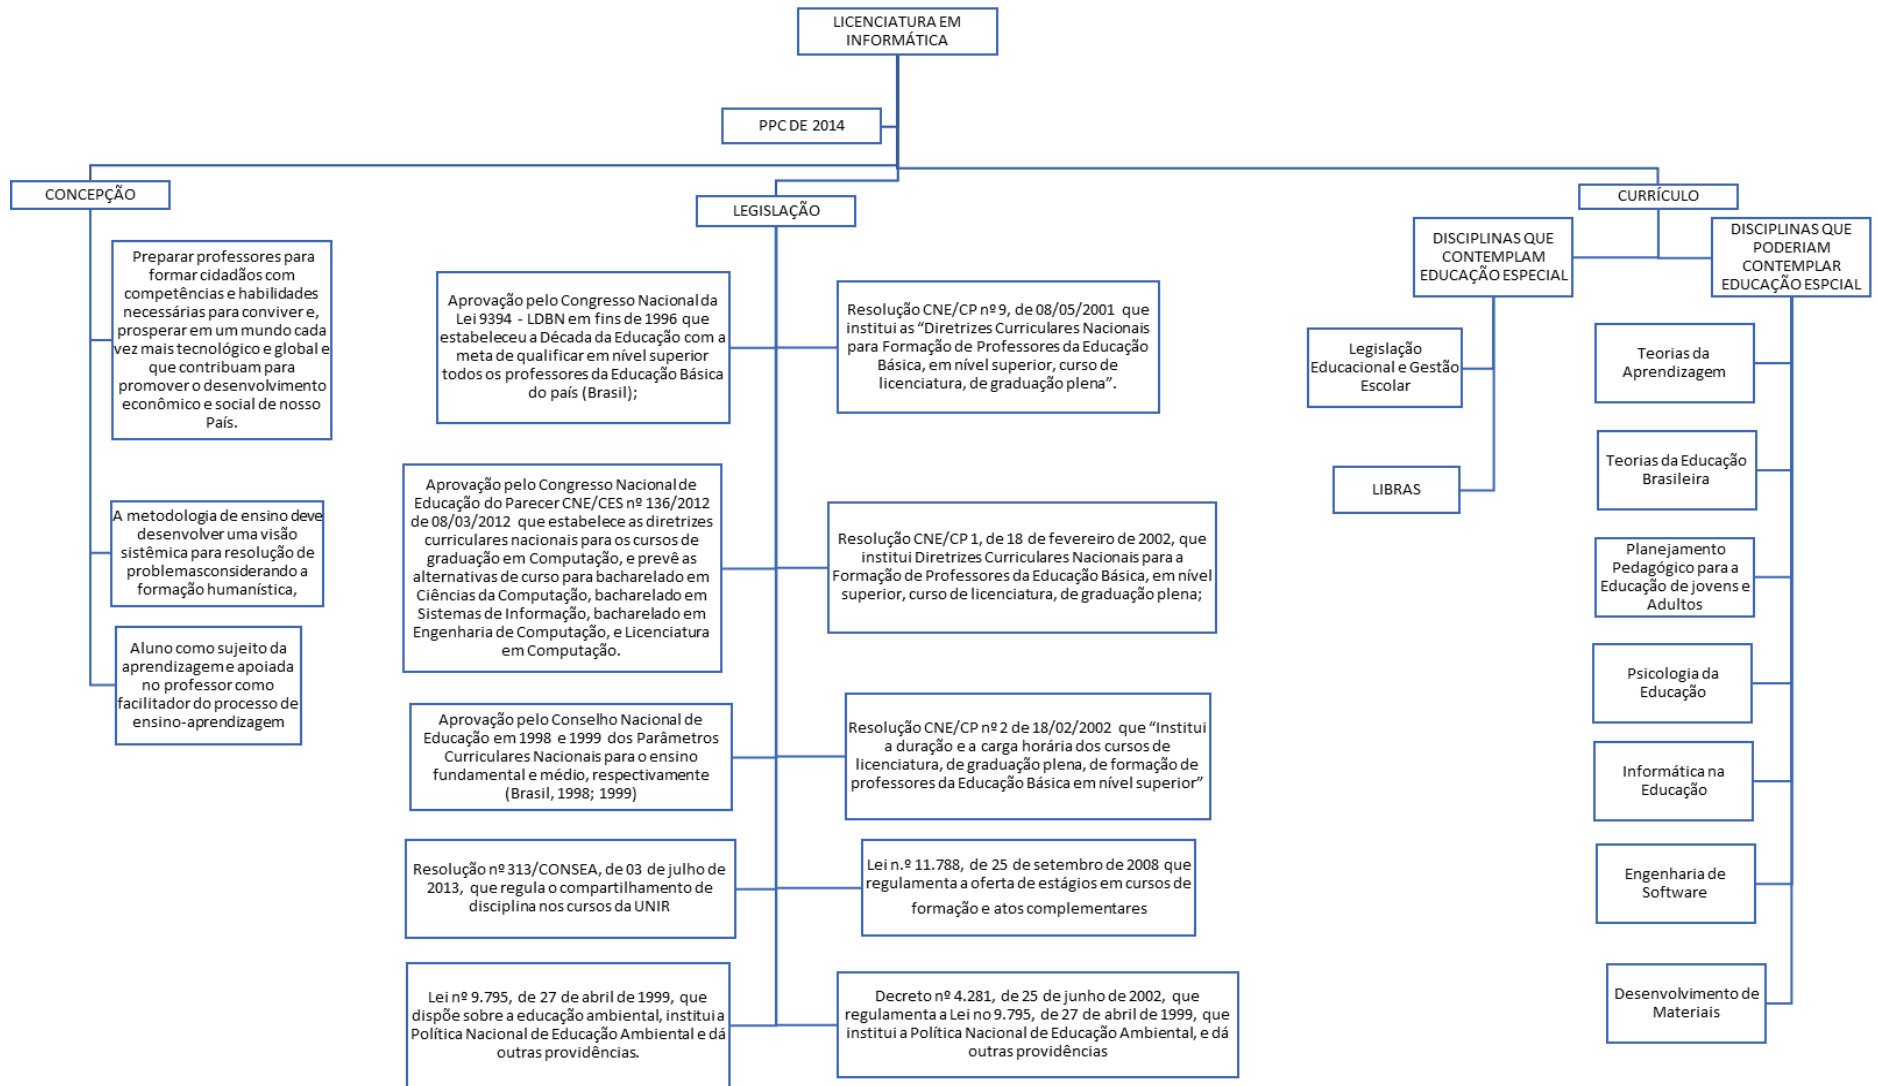 LICENCIATURA EM
INFORMÁTICA
PPC DE 2014
CONCEPÇÃO
Preparar professores para
formar cidadãos com
competências e habilidades
necessárias para conviver e,
prosperar em um mundo cada
vez mais tecnológico e global e
que contribuam para
promover o desenvolvimento
econômico e social de nosso
País.
A metodologia de ensino deve
desenvolver uma visão
sistêmica para resolução de
problemasconsiderando a
formação humanística,
Aluno como sujeito da
aprendizagem e apoiada
no professor como
facilitador do processo de
ensino-aprendizagem
LEGISLAÇÃO
Aprovação pelo Congresso Nacional da
Lei 9394 - LDBN em fins de 1996 que
estabeleceu a Década da Educação com a
meta de qualificar em nível superior
todos os professores da Educação Básica
do país (Brasil);
Resolução CNE/CP nº 9, de 08/05/2001 que
institui as “Diretrizes Curriculares Nacionais
para Formação de Professores da Educação
Básica, em nível superior, curso de
licenciatura, de graduação plena”.
Aprovação pelo Congresso Nacional de
Educação do Parecer CNE/CES nº 136/2012
de 08/03/2012 que estabelece as diretrizes
curriculares nacionais para os cursos de
graduação em Computação, e prevê as
alternativas de curso para bacharelado em
Ciências da Computação, bacharelado em
Sistemas de Informação, bacharelado em
Engenharia de Computação, e Licenciatura
em Computação.
Resolução CNE/CP 1, de 18 de fevereiro de 2002, que
institui Diretrizes Curriculares Nacionais para a
Formação de Professores da Educação Básica, em nível
superior, curso de licenciatura, de graduação plena;
Aprovação pelo Conselho Nacional de
Educação em 1998 e 1999 dos Parâmetros
Curriculares Nacionais para o ensino
fundamental e médio, respectivamente
(Brasil, 1998; 1999)
Resolução CNE/CP nº 2 de 18/02/2002 que “Institui
a duração e a carga horária dos cursos de
licenciatura, de graduação plena, de formação de
professores da Educação Básica em nível superior”
Resolução nº 313/CONSEA, de 03 de julho de
2013, que regula o compartilhamento de
disciplina nos cursos da UNIR
Lei n.º 11.788, de 25 de setembro de 2008 que
regulamenta a oferta de estágios em cursos de
formação e atos complementares
Lei nº 9.795, de 27 de abril de 1999, que
dispõe sobre a educação ambiental, institui a
Política Nacional de Educação Ambiental e dá
outras providências.
Decreto nº 4.281, de 25 de junho de 2002, que
regulamenta a Lei no 9.795, de 27 de abril de 1999, que
institui a Política Nacional de Educação Ambiental, e dá
outras providências
CURRÍCULO
DISCIPLINAS QUE
CONTEMPLAM
EDUCAÇÃO ESPECIAL
Legislação
Educacional e Gestão
Escolar
LIBRAS
DISCIPLINAS QUE
PODERIAM
CONTEMPLAR
EDUCAÇÃO ESPCIAL
Teorias da
Aprendizagem
Teorias da Educação
Brasileira
Planejamento
Pedagógico para a
Educação de jovens e
Adultos
Psicologia da
Educação
Informática na
Educação
Engenharia de
Software
Desenvolvimento de
Materiais